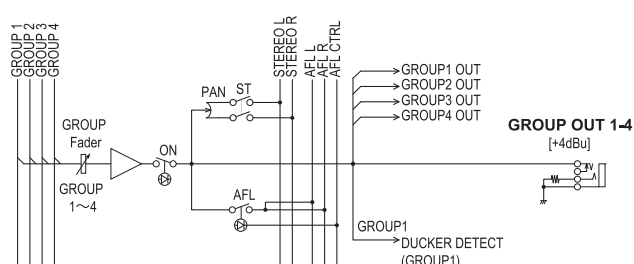 GROUP 1
GROUP 2
GROUP 3
GROUP 4
STEREO L
STEREO R
AFL L
AFL R
AFL CTRL
GROUP1 OUT
GROUP2 OUT
GROUP3 OUT
GROUP4 OUT
PAN ST
GROUP OUT 1-4
[+4dBu]
GROUP
Fader
ON
GROUP
1～4
AFL
GROUP1
DUCKER DETECT
(GROUP1)